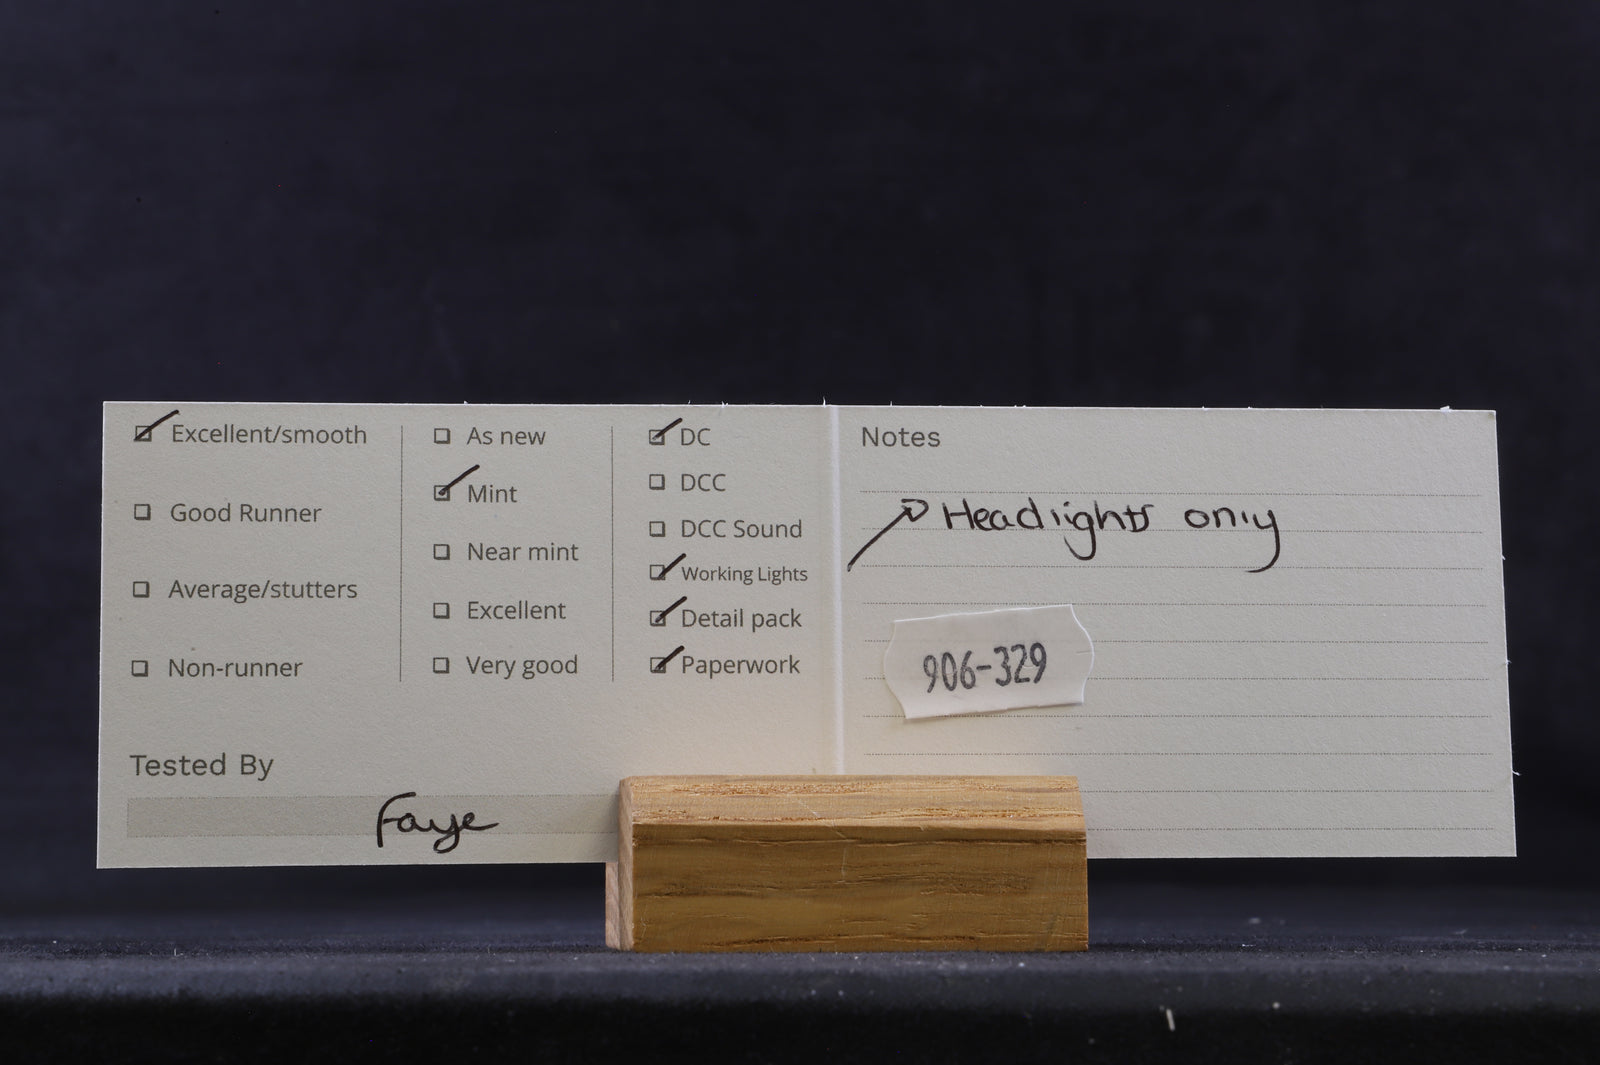 Excellent/smooth
Good Runner
Average/stutters
Non-runner
As new
Mint
Near mint
Excellent
Very good
DC
DCC
DCC Sound
Working Lights
Detail pack
Paperwork
Tested By
Faye
Notes
Headlights only
906-329